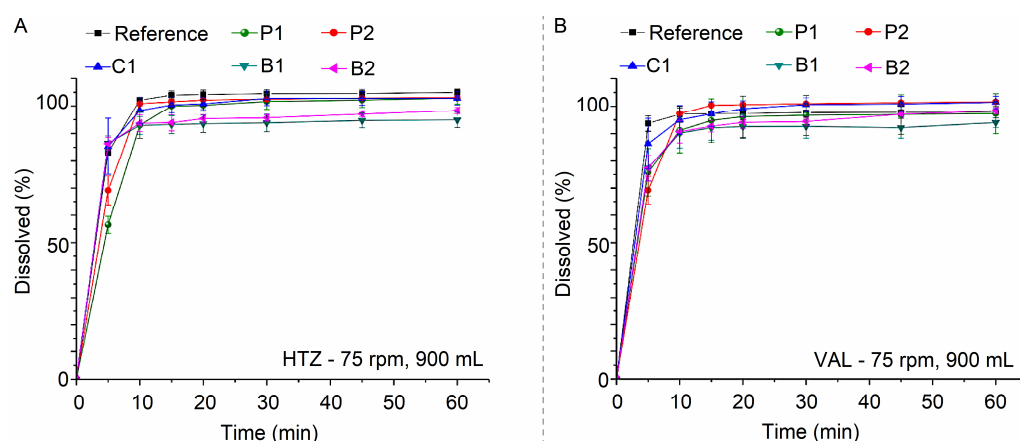 A
Reference P1 P2
C1 B1 B2
100
50
0
Dissolved (%)
HTZ - 75 rpm, 900 mL
0 10 20 30 40 50 60
Time (min)
B
Reference P1 P2
C1 B1 B2
100
50
0
Dissolved (%)
VAL - 75 rpm, 900 mL
0 10 20 30 40 50 60
Time (min)